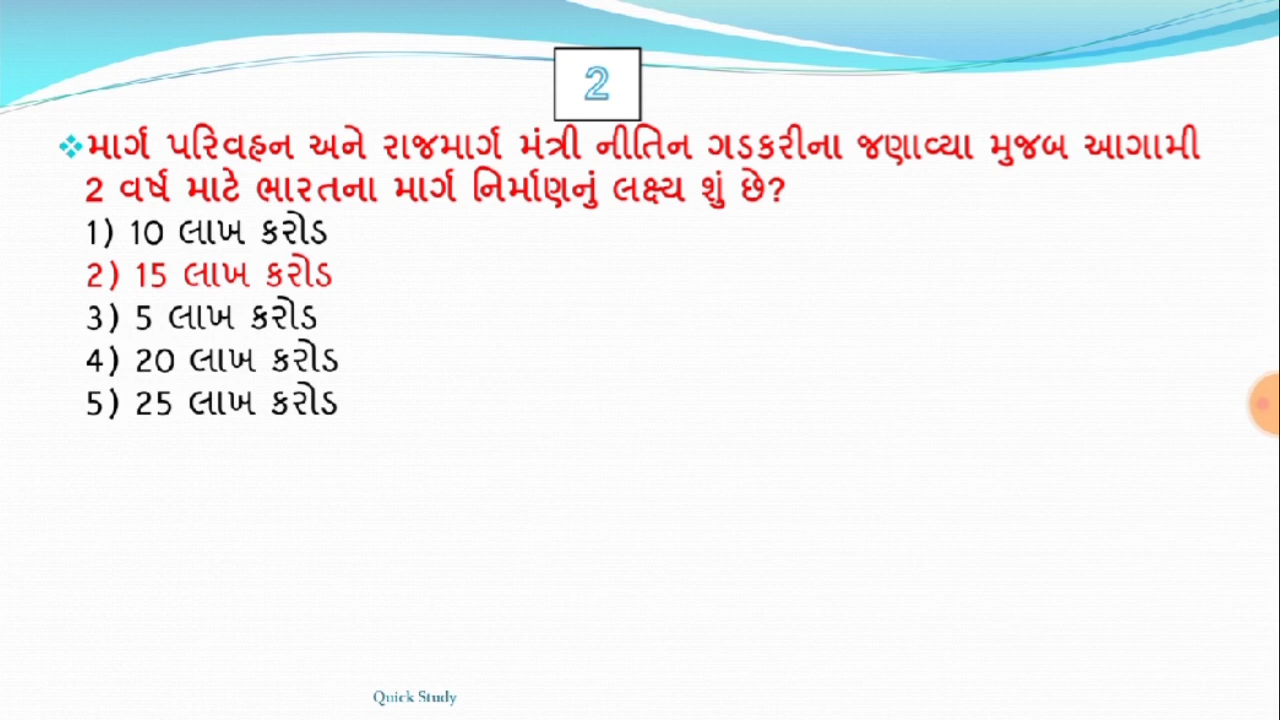 2
❖માર્ગ પરિવહન અને રાજમાર્ગ મંત્રી નીતિન ગડકરીના જણાવ્યા મુજબ આગામી
2 વર્ષ માટે ભારતના માર્ગ નિર્માણનું લક્ષ્ય શું છે?
1) 10 લાખ કરોડ
2) 15 લાખ કરોડ
3) 5 લાખ કરોડ
4) 20 લાખ કરોડ
5) 25 લાખ કરોડ
Quick Study